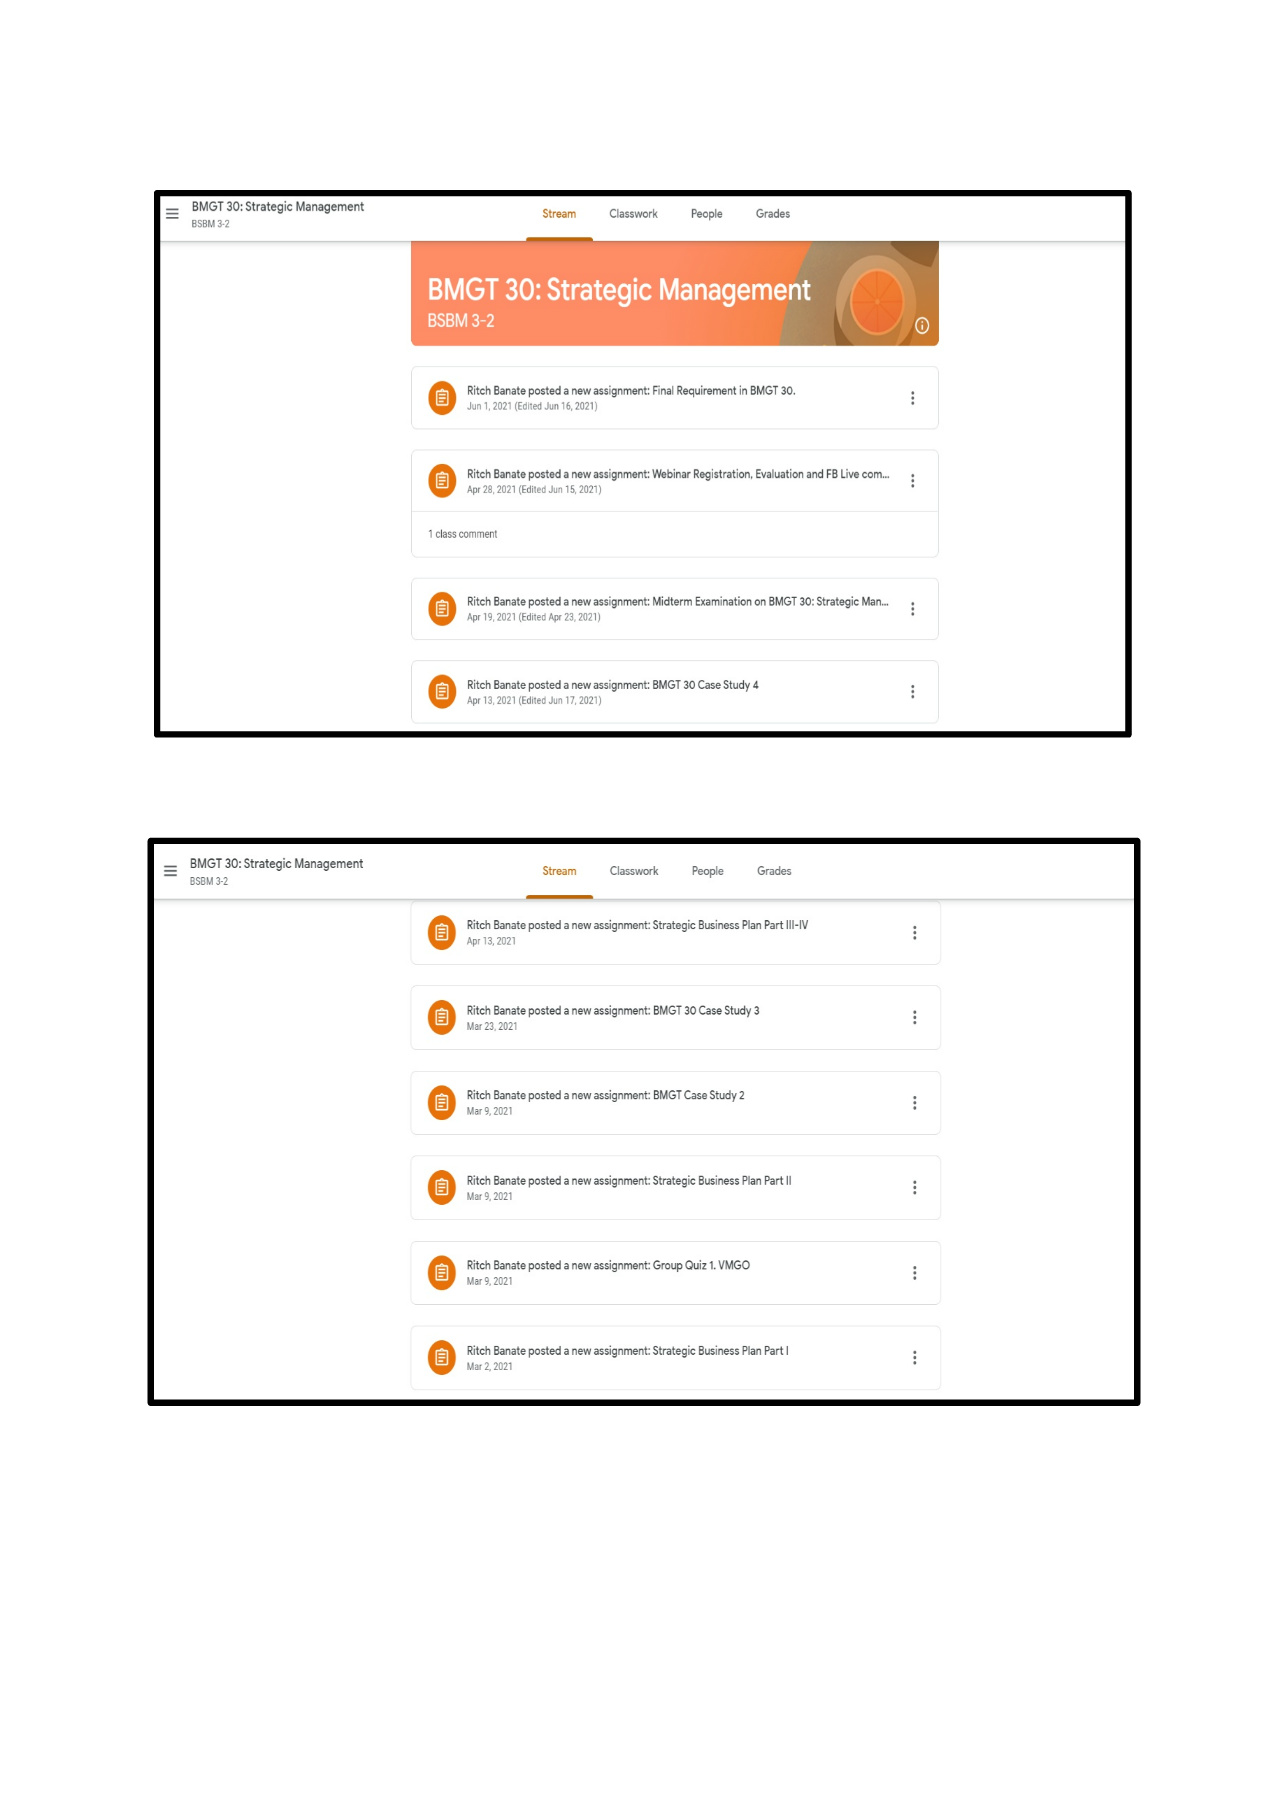 BMGT 30: Strategic Management
BSBM 3-2
Stream Classwork People Grades
BMGT 30: Strategic Management
BSBM 3-2
Ritch Banate posted a new assignment: Final Requirement in BMGT 30.
Jun 1, 2021 (Edited Jun 16, 2021)
Ritch Banate posted a new assignment: Webinar Registration, Evaluation and FB Live com...
Apr 28, 2021 (Edited Jun 15, 2021)
1 class comment
Ritch Banate posted a new assignment: Midterm Examination on BMGT 30: Strategic Man...
Apr 19, 2021 (Edited Apr 23, 2021)
Ritch Banate posted a new assignment: BMGT 30 Case Study 4
Apr 13, 2021 (Edited Jun 17, 2021)
BMGT 30: Strategic Management
BSBM 3-2
Stream Classwork People Grades
Ritch Banate posted a new assignment: Strategic Business Plan Part III-IV
Apr 13, 2021
Ritch Banate posted a new assignment: BMGT 30 Case Study 3
Mar 23, 2021
Ritch Banate posted a new assignment: BMGT Case Study 2
Mar 9, 2021
Ritch Banate posted a new assignment: Strategic Business Plan Part II
Mar 9, 2021
Ritch Banate posted a new assignment: Group Quiz 1. VMGO
Mar 9, 2021
Ritch Banate posted a new assignment: Strategic Business Plan Part I
Mar 2, 2021